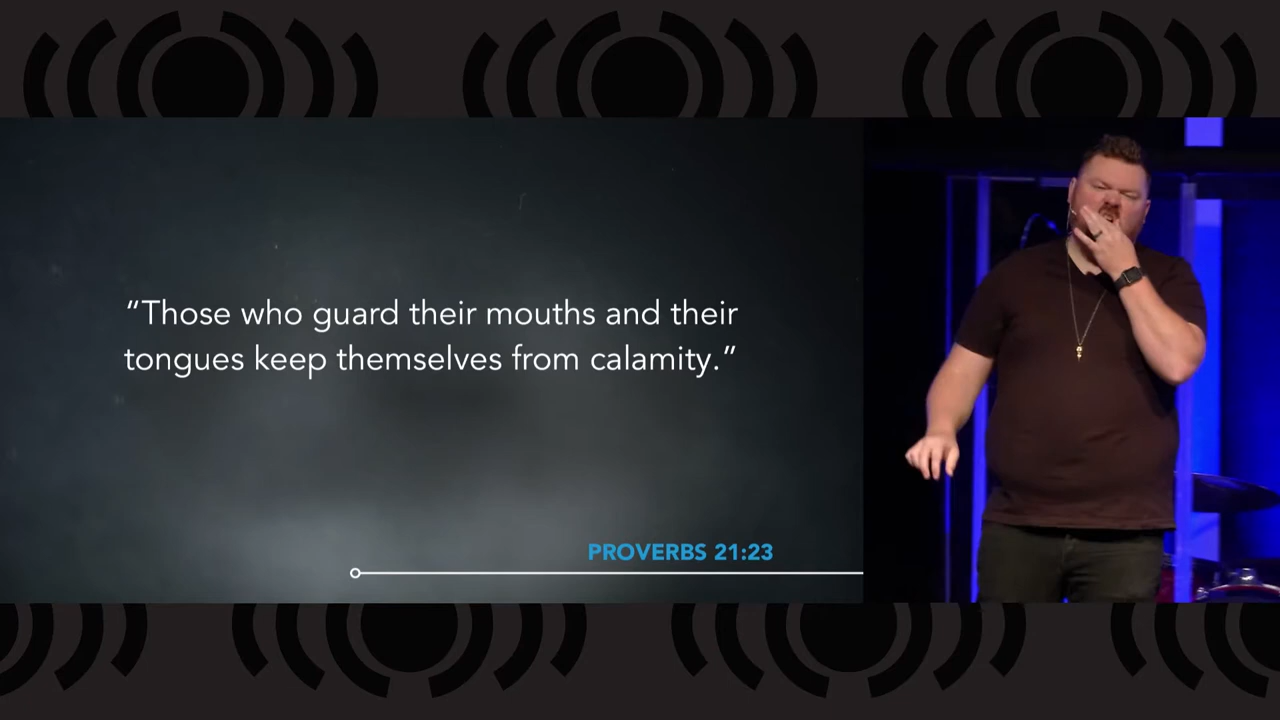 “Those who guard their mouths and their
tongues keep themselves from calamity.”
PROVERBS 21:23